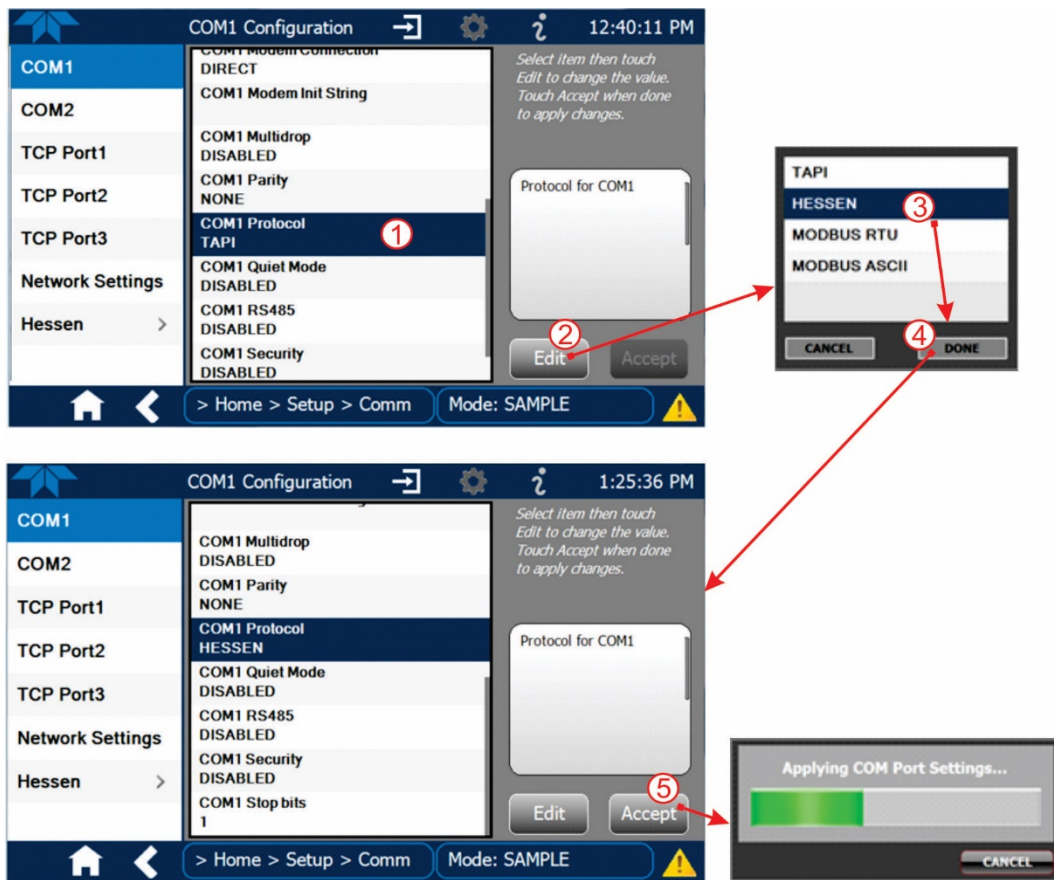 COM1 Configuration 12:40:11 PM
COM1
COM2
TCP Port1
TCP Port2
TCP Port3
Network Settings
Hessen >
COM1 Modem Connection
DIRECT
COM1 Modem Init String
COM1 Multidrop
DISABLED
COM1 Parity
NONE
COM1 Protocol
TAPI
1
COM1 Quiet Mode
DISABLED
COM1 RS485
DISABLED
COM1 Security
DISABLED
Select item then touch
Edit to change the value.
Touch Accept when done
to apply changes.
Protocol for COM1
2
Edit Accept
> Home > Setup > Comm Mode: SAMPLE
TAPI
HESSEN 3
MODBUS RTU
MODBUS ASCII
4
CANCEL DONE
COM1 Configuration 1:25:36 PM
COM1
COM2
TCP Port1
TCP Port2
TCP Port3
Network Settings
Hessen >
COM1 Multidrop
DISABLED
COM1 Parity
NONE
COM1 Protocol
HESSEN
COM1 Quiet Mode
DISABLED
COM1 RS485
DISABLED
COM1 Security
DISABLED
COM1 Stop bits
1
Select item then touch
Edit to change the value.
Touch Accept when done
to apply changes.
Protocol for COM1
5
Edit Accept
> Home > Setup > Comm Mode: SAMPLE
Applying COM Port Settings...
CANCEL